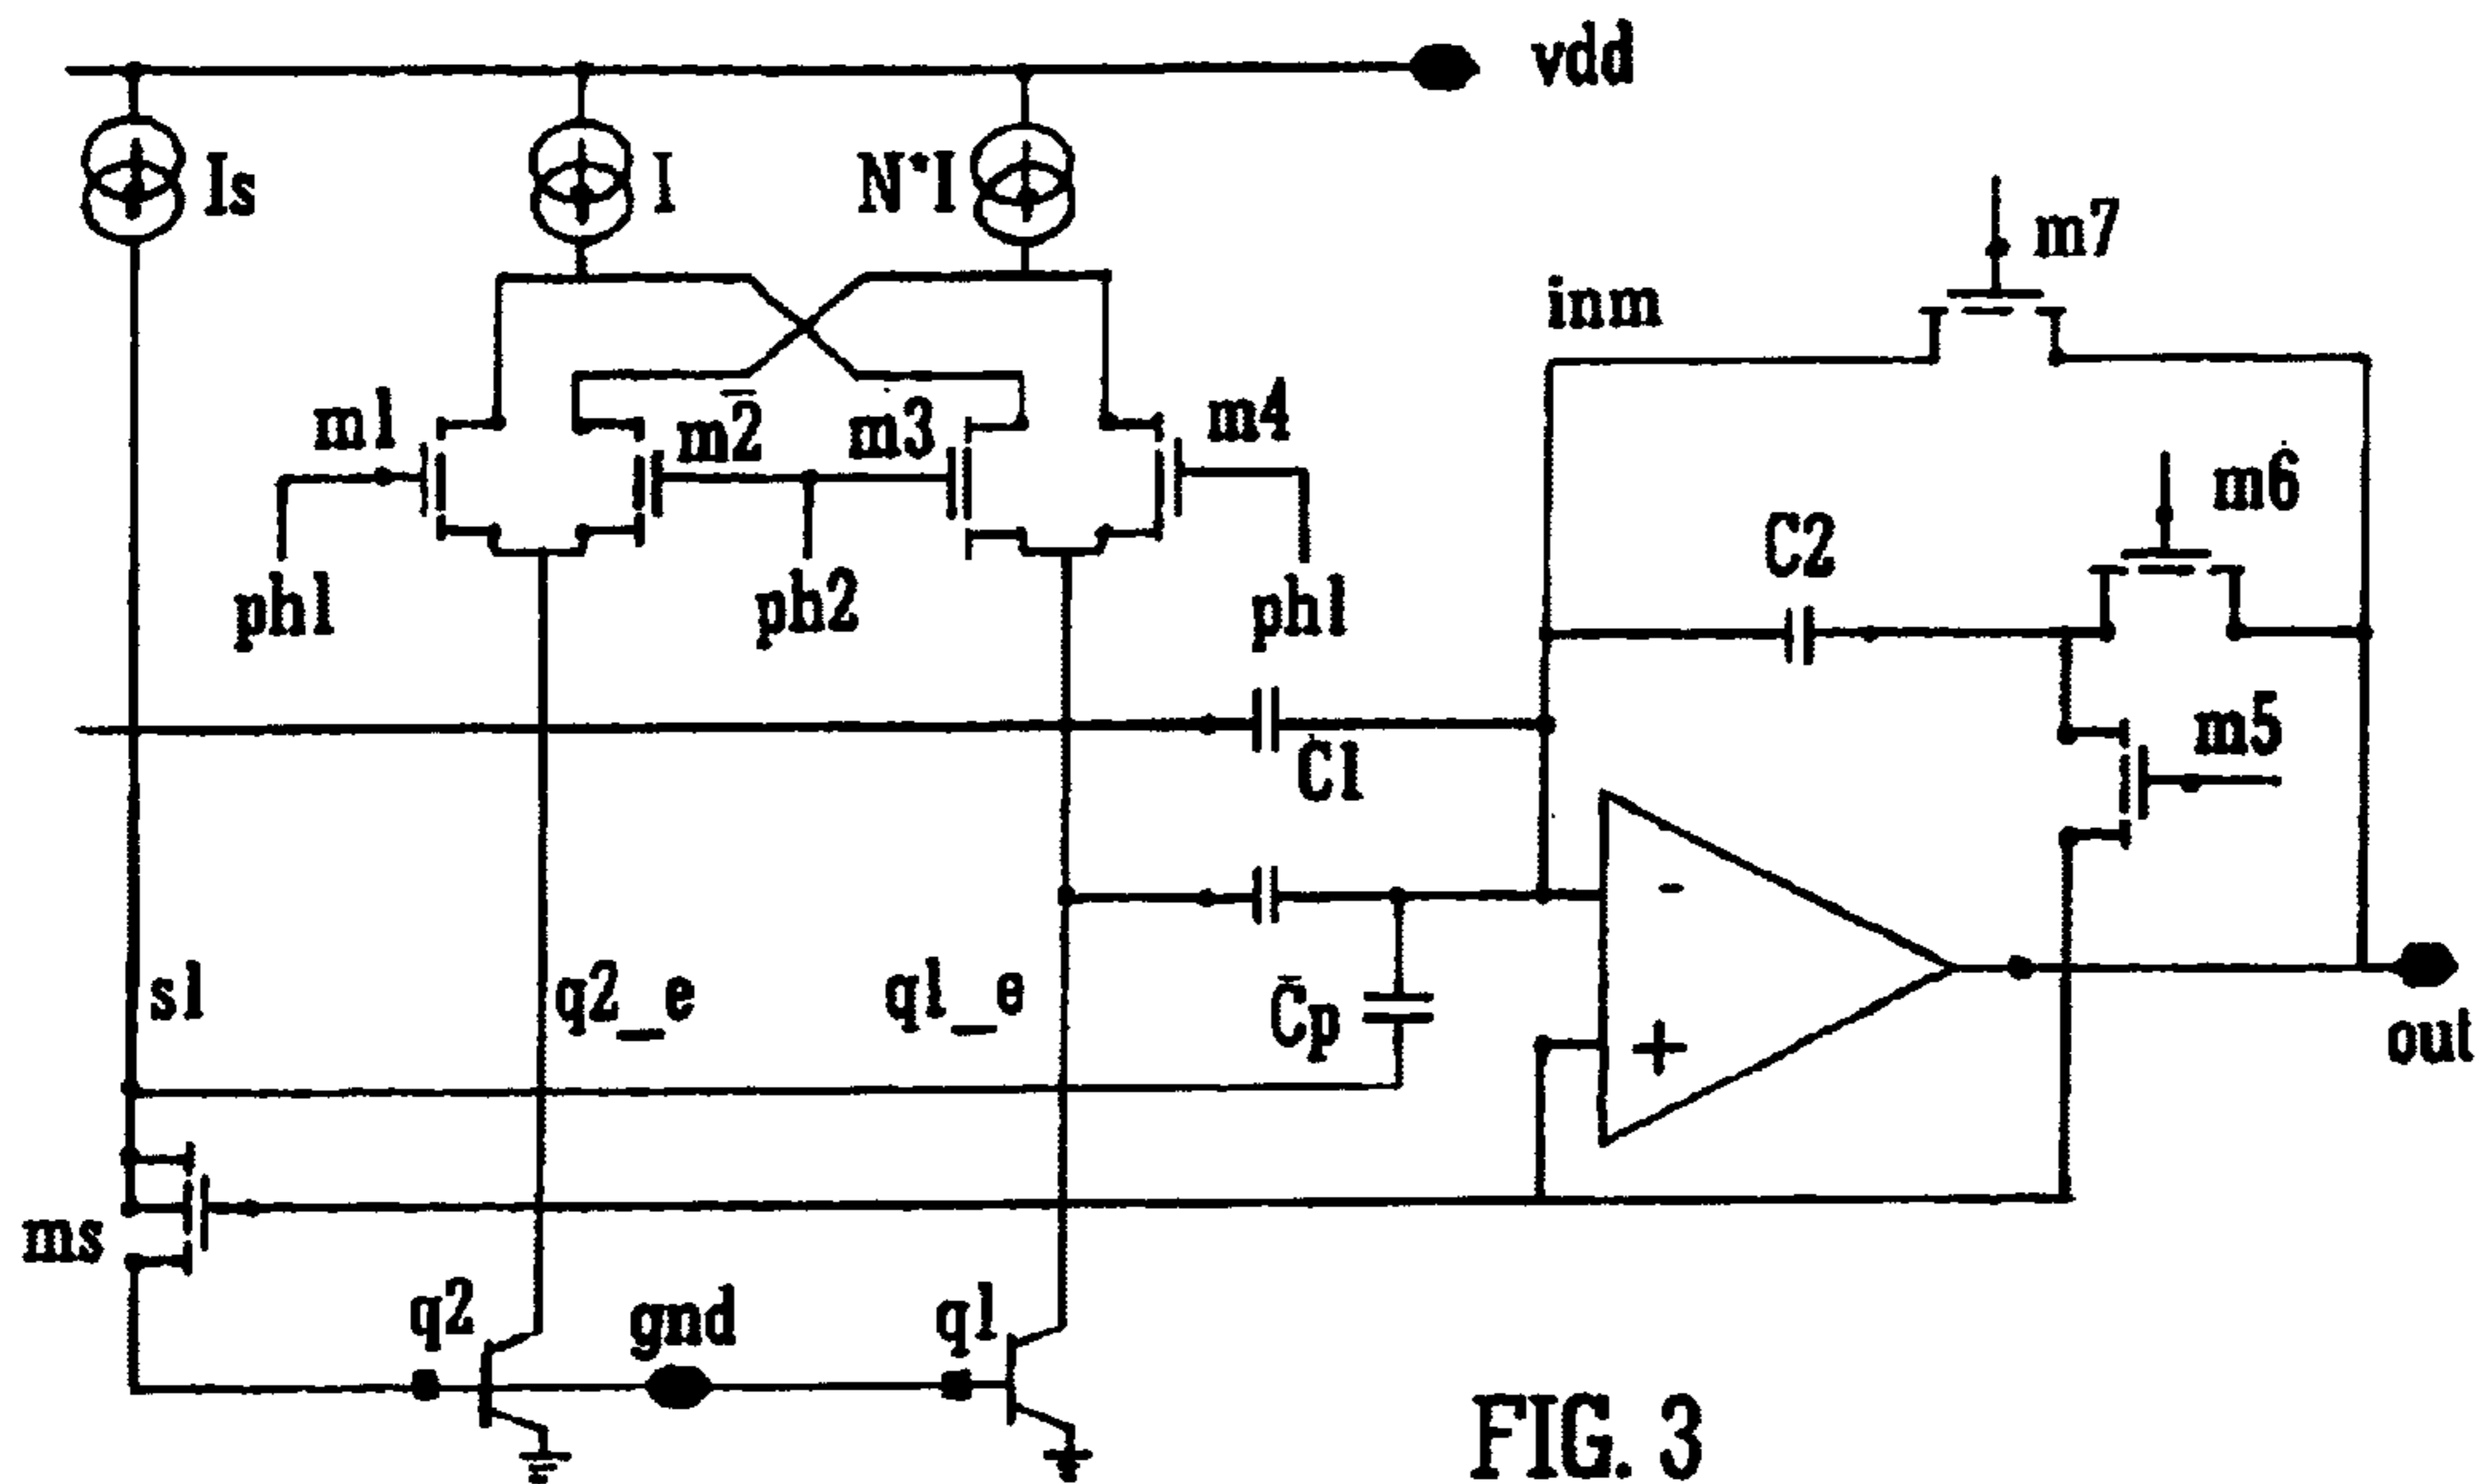 vdd
Is
I
N*I
m7
inm
m1
m2
m3
m4
m6
C2
ph1
ph2
ph1
m5
C1
-
s1
q2_e
q1_e
Cp
+
out
ms
q2
gnd
q1
FIG. 3